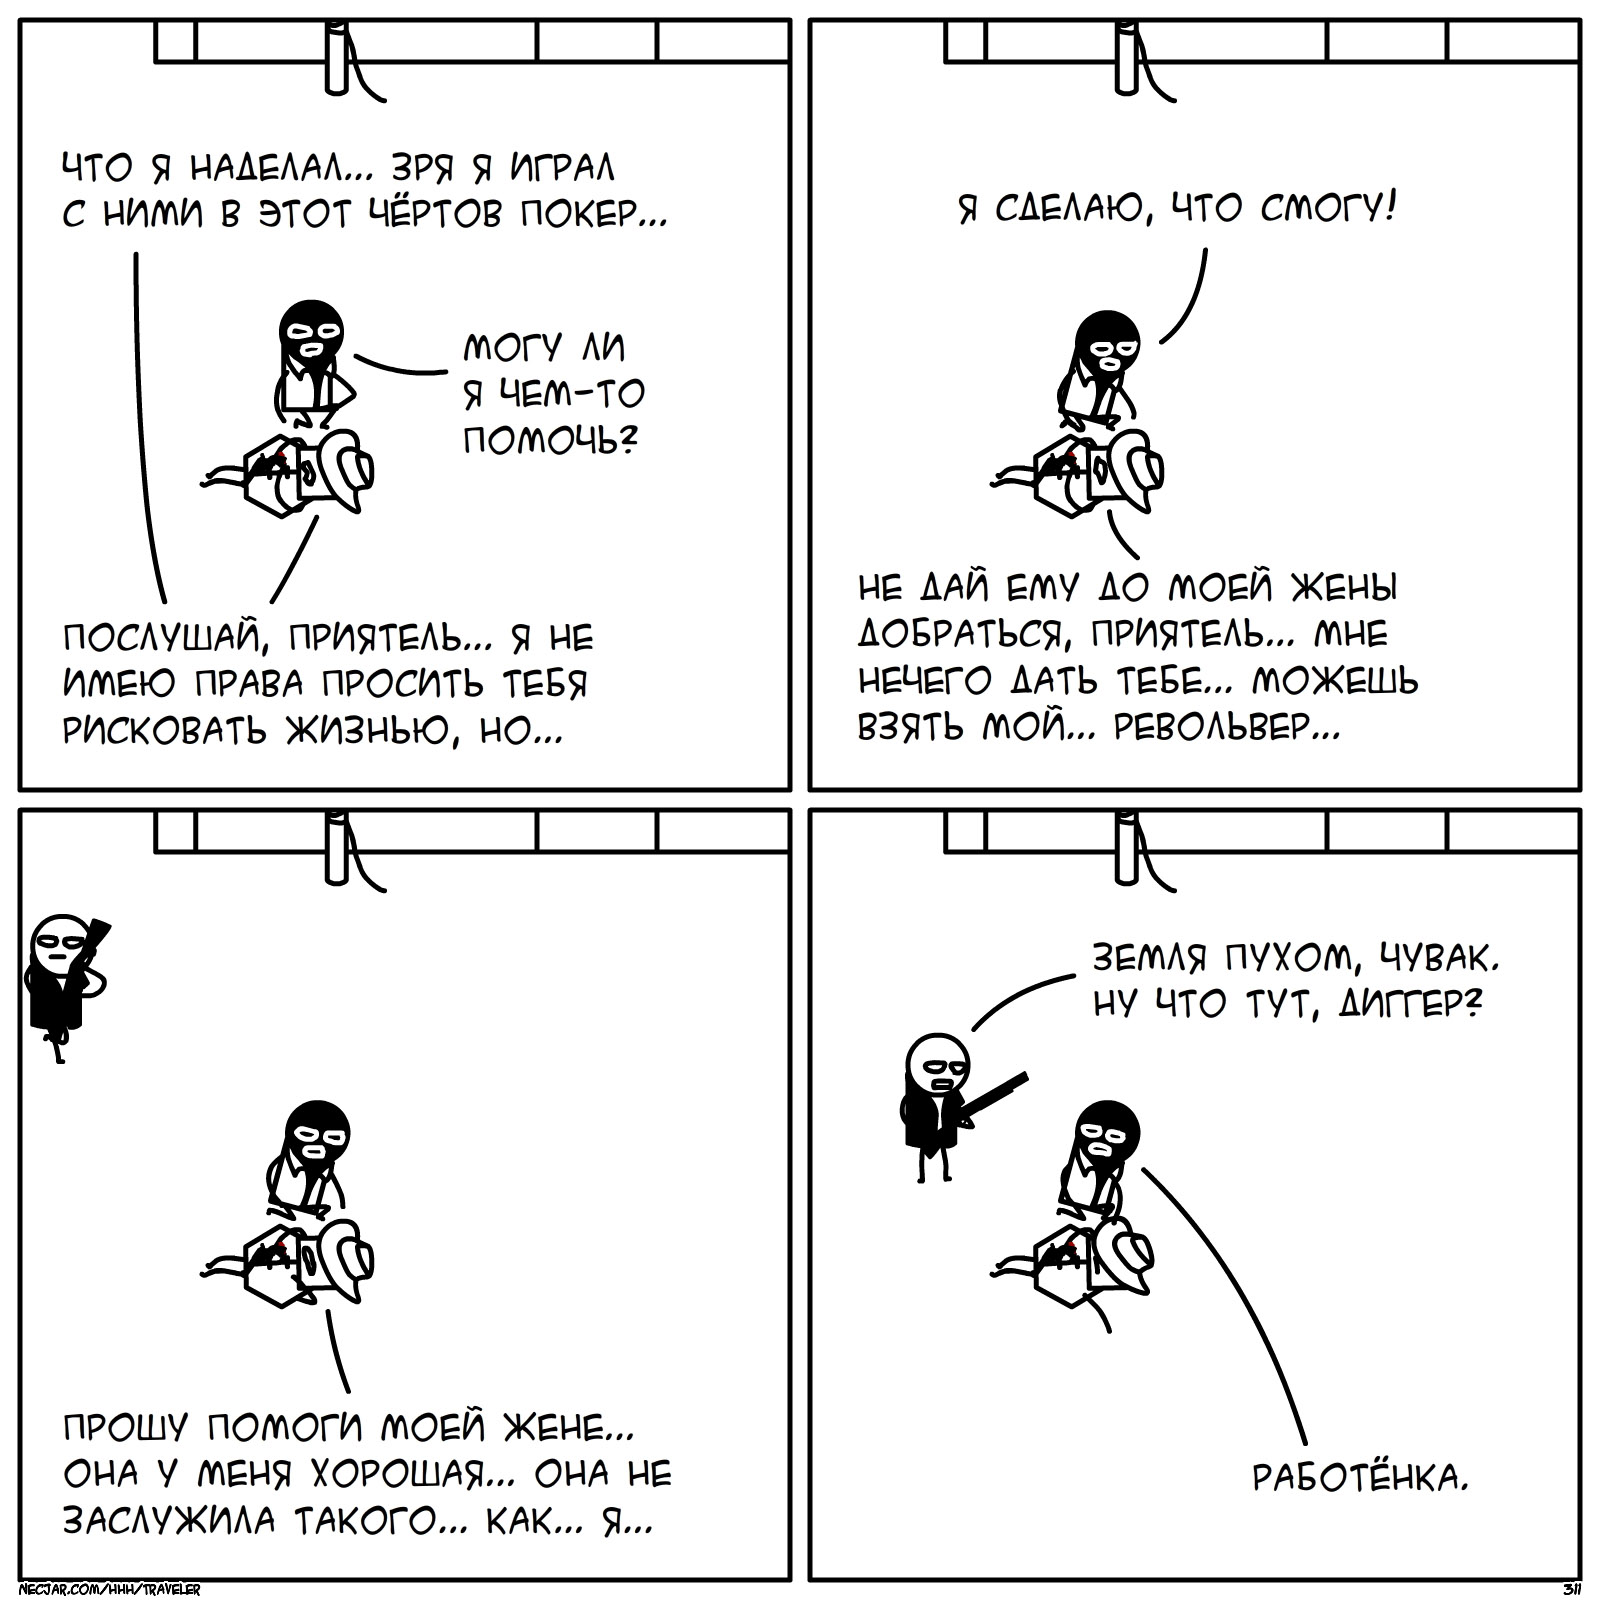 ЧТО Я НАДЕЛАЛ... ЗРЯ Я ИГРАЛ
С НИМИ В ЭТОТ ЧЁРТОВ ПОКЕР...
МОГУ ЛИ
Я ЧЕМ-ТО
ПОМОЧЬ?
ПОСЛУШАЙ, ПРИЯТЕЛЬ... Я НЕ
ИМЕЮ ПРАВА ПРОСИТЬ ТЕБЯ
РИСКОВАТЬ ЖИЗНЬЮ, НО...
Я СДЕЛАЮ, ЧТО СМОГУ!
НЕ ДАЙ ЕМУ ДО МОЕЙ ЖЕНЫ
ДОБРАТЬСЯ, ПРИЯТЕЛЬ... МНЕ
НЕЧЕГО ДАТЬ ТЕБЕ... МОЖЕШЬ
ВЗЯТЬ МОЙ... РЕВОЛЬВЕР...
ПРОШУ ПОМОГИ МОЕЙ ЖЕНЕ...
ОНА У МЕНЯ ХОРОШАЯ... ОНА НЕ
ЗАСЛУЖИЛА ТАКОГО... КАК... Я...
ЗЕМЛЯ ПУХОМ, ЧУВАК.
НУ ЧТО ТУТ, ДИГГЕР?
РАБОТЁНКА.
NECJAR.COM/HHH/TRAVELER
311